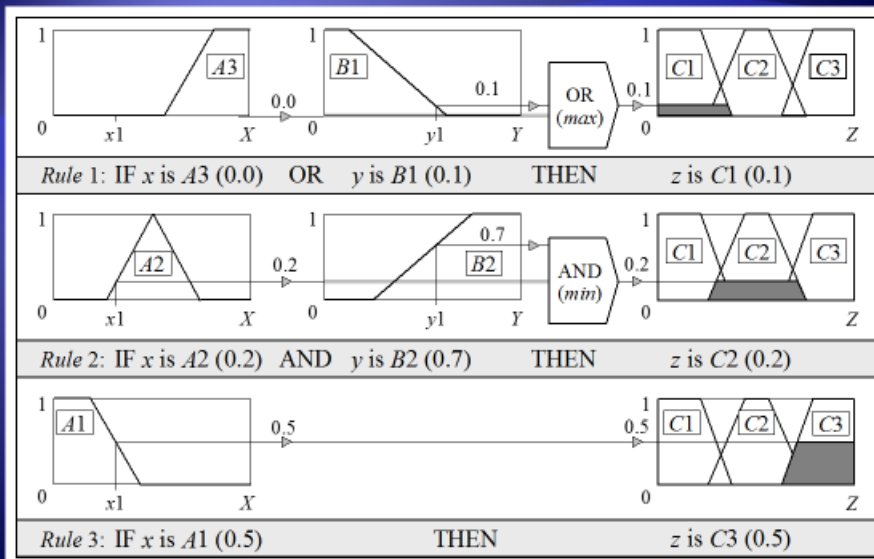 1 A3 0.0 1 B1 0.1 OR (max) 0.1 1 C1 C2 C3
0 x1 X 0 y1 Y 0 Z
Rule 1: IF x is A3 (0.0) OR y is B1 (0.1) THEN z is C1 (0.1)
1 A2 0.2 1 0.7 B2 AND (min) 0.2 1 C1 C2 C3
0 x1 X 0 y1 Y 0 Z
Rule 2: IF x is A2 (0.2) AND y is B2 (0.7) THEN z is C2 (0.2)
1 A1 0.5 0.5 1 C1 C2 C3
0 x1 X 0 Z
Rule 3: IF x is A1 (0.5) THEN z is C3 (0.5)